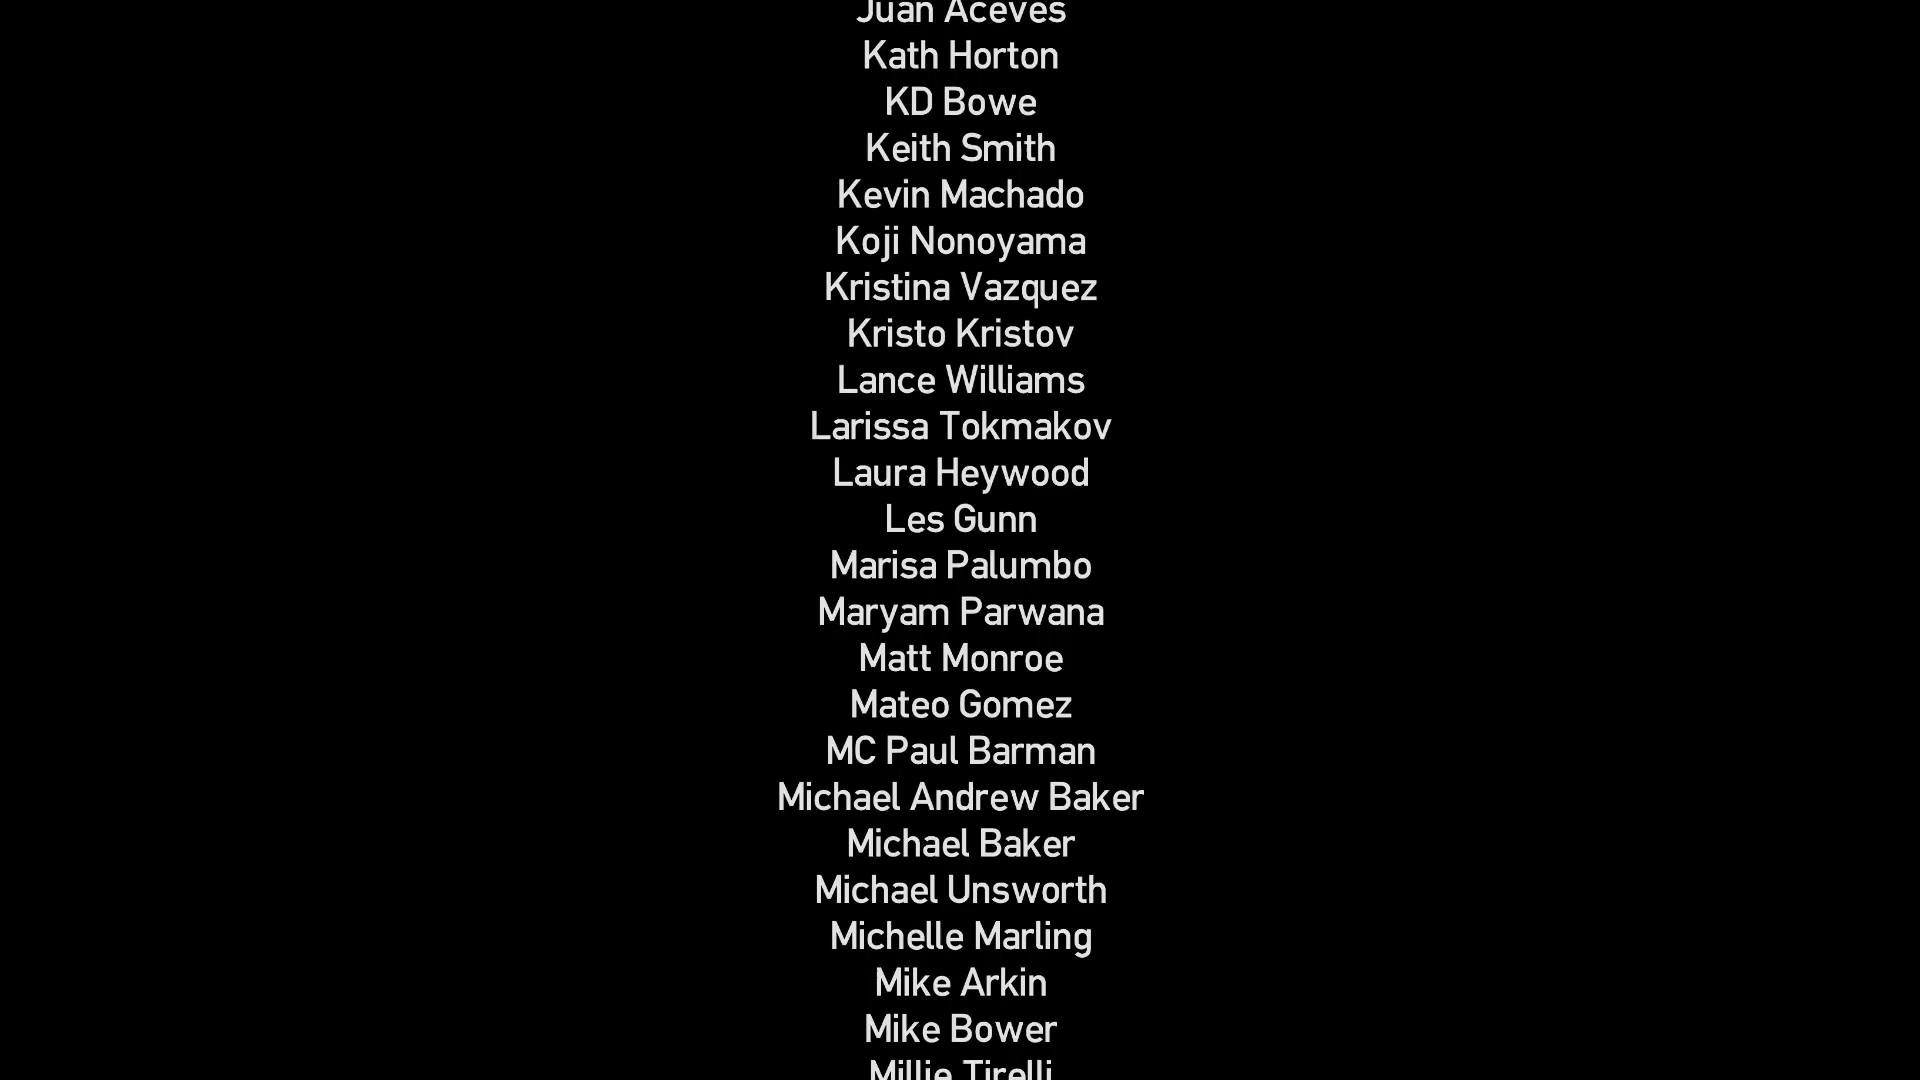 Juan Aceves
Kath Horton
KD Bowe
Keith Smith
Kevin Machado
Koji Nonoyama
Kristina Vazquez
Kristo Kristov
Lance Williams
Larissa Tokmakov
Laura Heywood
Les Gunn
Marisa Palumbo
Maryam Parwana
Matt Monroe
Mateo Gomez
MC Paul Barman
Michael Andrew Baker
Michael Baker
Michael Unsworth
Michelle Marling
Mike Arkin
Mike Bower
Millie Tirelli